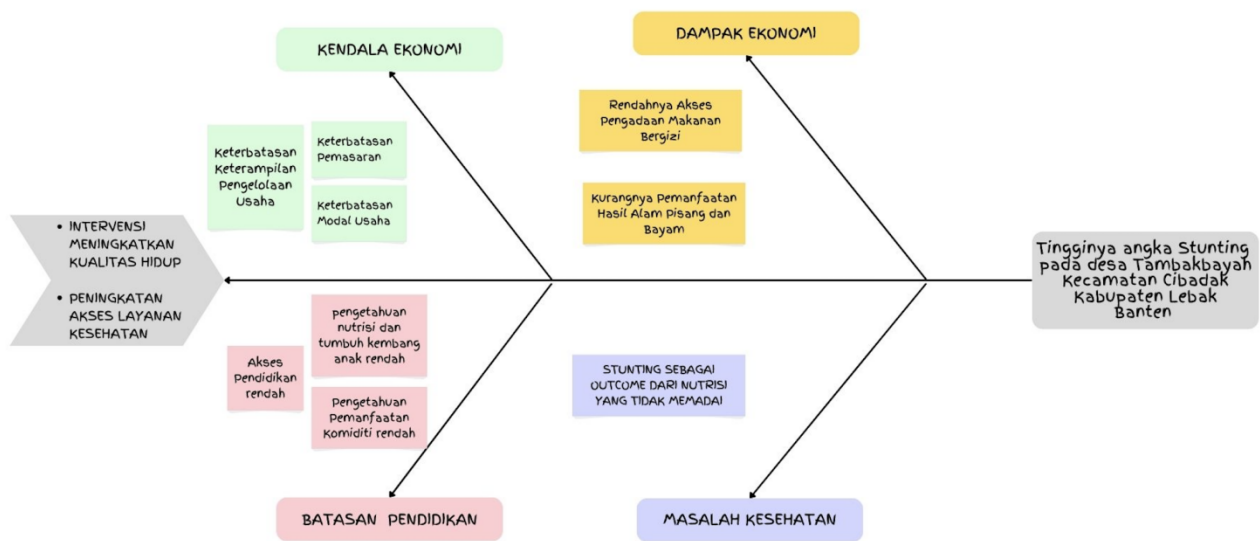 KENDALA EKONOMI
DAMPAK EKONOMI
Keterbatasan
Keterampilan
Pengelolaan
Usaha
Keterbatasan
Pemasaran
Keterbatasan
Modal Usaha
Rendahnya Akses
Pengadaan Makanan
Bergizi
Kurangnya Pemanfaatan
Hasil Alam Pisang dan
Bayam
• INTERVENSI
MENINGKATKAN
KUALITAS HIDUP
• PENINGKATAN
AKSES LAYANAN
KESEHATAN
Tingginya angka Stunting
pada desa Tambakbayah
Kecamatan Cibadak
Kabupaten Lebak
Banten
Akses
Pendidikan
rendah
pengetahuan
nutrisi dan
tumbuh kembang
anak rendah
Pengetahuan
Pemanfaatan
Komiditi rendah
STUNTING SEBAGAI
OUTCOME DARI NUTRISI
YANG TIDAK MEMADAI
BATASAN PENDIDIKAN
MASALAH KESEHATAN